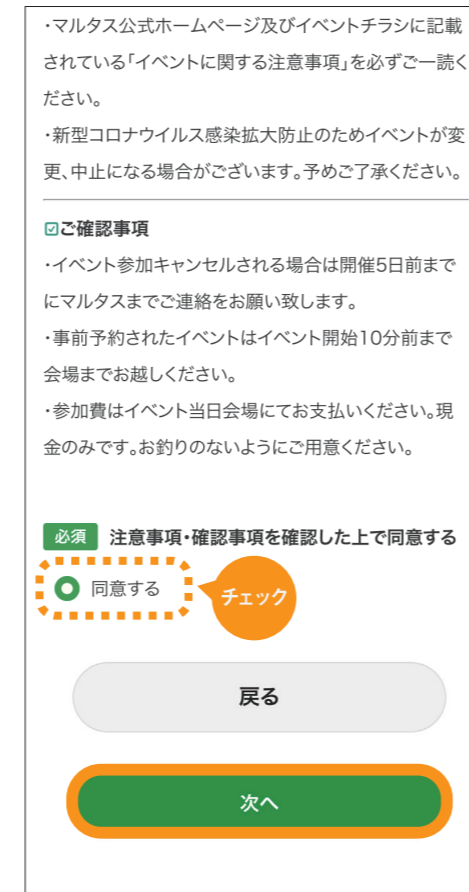 ・マルタス公式ホームページ及びイベントチラシに記載
されている「イベントに関する注意事項」を必ずご一読く
ださい。
・新型コロナウイルス感染拡大防止のためイベントが変
更、中止になる場合がございます。予めご了承ください。
☑ご確認事項
・イベント参加キャンセルされる場合は開催5日前まで
にマルタスまでご連絡をお願い致します。
・事前予約されたイベントはイベント開始10分前まで
会場までお越しください。
・参加費はイベント当日会場にてお支払いください。現
金のみです。お釣りのないようにご用意ください。
必須 注意事項・確認事項を確認した上で同意する
同意する チェック
戻る
次へ